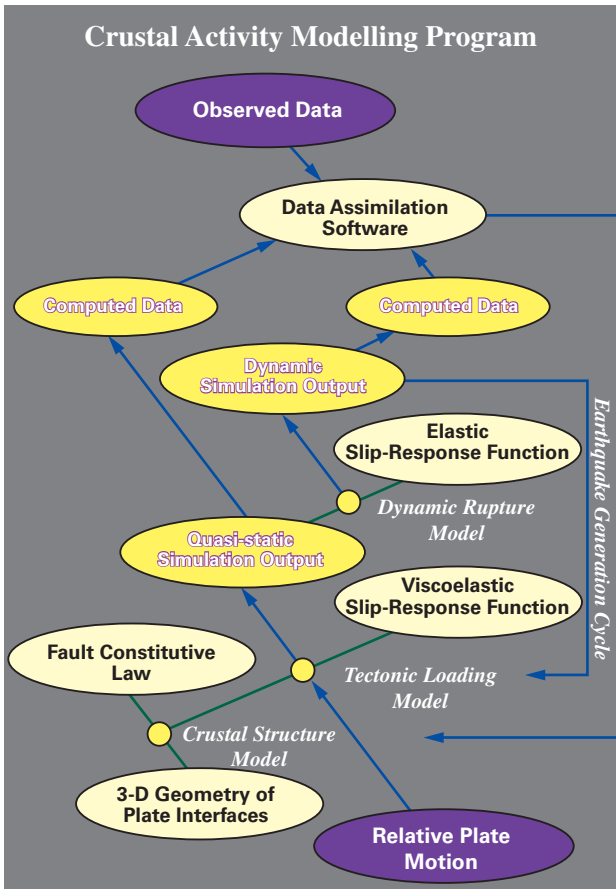 Crustal Activity Modelling Program
Observed Data
Data Assimilation
Software
Computed Data
Computed Data
Dynamic
Simulation Output
Elastic
Slip-Response Function
Dynamic Rupture
Model
Earthquake Generation Cycle
Quasi-static
Simulation Output
Viscoelastic
Slip-Response Function
Fault Constitutive
Law
Tectonic Loading
Model
Crustal Structure
Model
3-D Geometry of
Plate Interfaces
Relative Plate
Motion